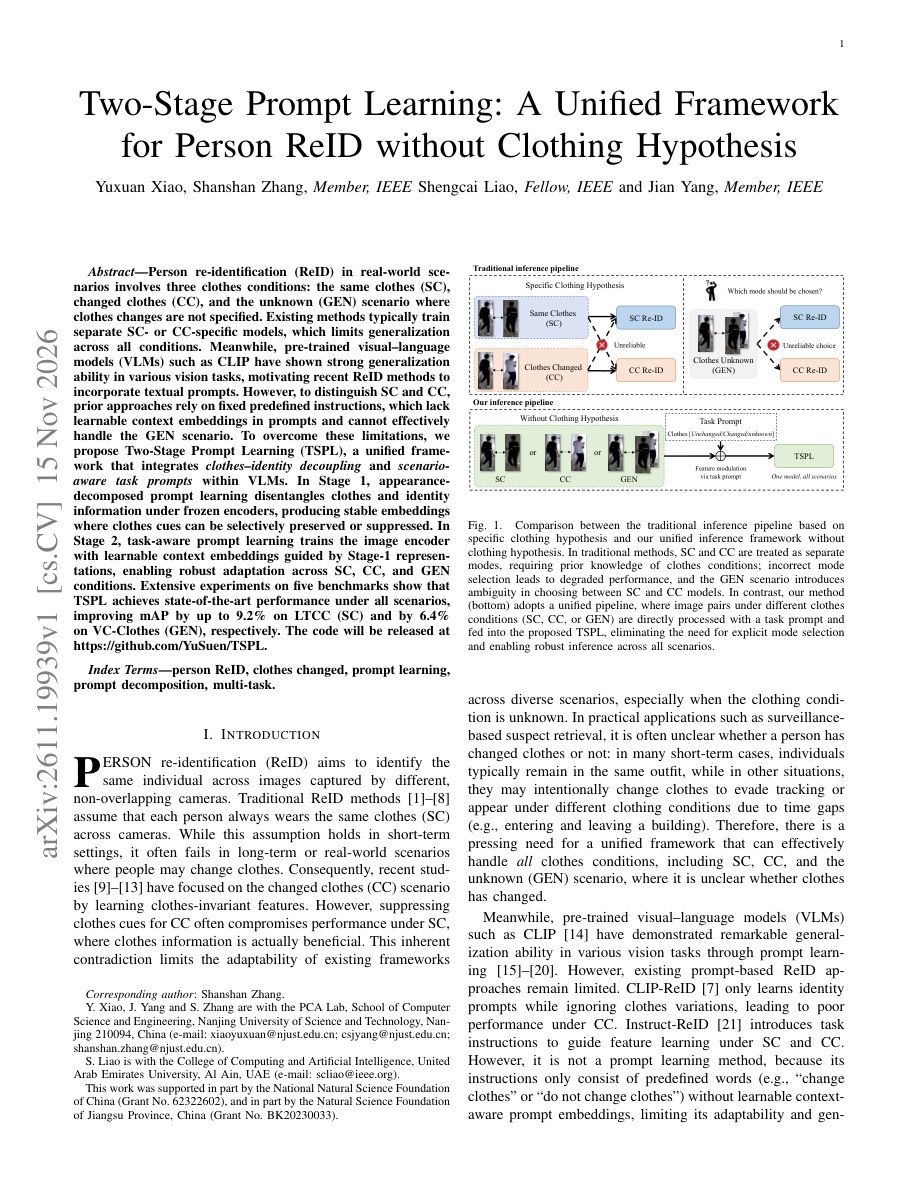 1
Two-Stage Prompt Learning: A Unified Framework
for Person ReID without Clothing Hypothesis
Yuxuan Xiao, Shanshan Zhang, Member, IEEE Shengcai Liao, Fellow, IEEE and Jian Yang, Member, IEEE
arXiv:2611.19939v1 [cs.CV] 15 Nov 2026
Abstract—Person re-identification (ReID) in real-world sce-
narios involves three clothes conditions: the same clothes (SC),
changed clothes (CC), and the unknown (GEN) scenario where
clothes changes are not specified. Existing methods typically train
separate SC- or CC-specific models, which limits generalization
across all conditions. Meanwhile, pre-trained visual–language
models (VLMs) such as CLIP have shown strong generalization
ability in various vision tasks, motivating recent ReID methods to
incorporate textual prompts. However, to distinguish SC and CC,
prior approaches rely on fixed predefined instructions, which lack
learnable context embeddings in prompts and cannot effectively
handle the GEN scenario. To overcome these limitations, we
propose Two-Stage Prompt Learning (TSPL), a unified frame-
work that integrates clothes–identity decoupling and scenario-
aware task prompts within VLMs. In Stage 1, appearance-
decomposed prompt learning disentangles clothes and identity
information under frozen encoders, producing stable embeddings
where clothes cues can be selectively preserved or suppressed. In
Stage 2, task-aware prompt learning trains the image encoder
with learnable context embeddings guided by Stage-1 represen-
tations, enabling robust adaptation across SC, CC, and GEN
conditions. Extensive experiments on five benchmarks show that
TSPL achieves state-of-the-art performance under all scenarios,
improving mAP by up to 9.2% on LTCC (SC) and by 6.4%
on VC-Clothes (GEN), respectively. The code will be released at
https://github.com/YuSuen/TSPL.
Index Terms—person ReID, clothes changed, prompt learning,
prompt decomposition, multi-task.
I. INTRODUCTION
PERSON re-identification (ReID) aims to identify the
same individual across images captured by different,
non-overlapping cameras. Traditional ReID methods [1]–[8]
assume that each person always wears the same clothes (SC)
across cameras. While this assumption holds in short-term
settings, it often fails in long-term or real-world scenarios
where people may change clothes. Consequently, recent stud-
ies [9]–[13] have focused on the changed clothes (CC) scenario
by learning clothes-invariant features. However, suppressing
clothes cues for CC often compromises performance under SC,
where clothes information is actually beneficial. This inherent
contradiction limits the adaptability of existing frameworks
Corresponding author: Shanshan Zhang.
Y. Xiao, J. Yang and S. Zhang are with the PCA Lab, School of Computer
Science and Engineering, Nanjing University of Science and Technology, Nan-
jing 210094, China (e-mail: xiaoyuxuan@njust.edu.cn; csjyang@njust.edu.cn;
shanshan.zhang@njust.edu.cn).
S. Liao is with the College of Computing and Artificial Intelligence, United
Arab Emirates University, Al Ain, UAE (e-mail: scliao@ieee.org).
This work was supported in part by the National Natural Science Foundation
of China (Grant No. 62322602), and in part by the Natural Science Foundation
of Jiangsu Province, China (Grant No. BK20230033).
Traditional inference pipeline
Specific Clothing Hypothesis
Same Clothes
(SC)
SC Re-ID
Unreliable
Clothes Changed
(CC)
CC Re-ID
?
Which mode should be chosen?
SC Re-ID
Unreliable choice
Clothes Unknown
(GEN)
CC Re-ID
Our inference pipeline
Without Clothing Hypothesis
or
or
SC
CC
GEN
Task Prompt
Clothes [Unchanged/Changed/unknown]
Feature modulation
via task prompt
TSPL
One model, all scenarios
Fig. 1. Comparison between the traditional inference pipeline based on
specific clothing hypothesis and our unified inference framework without
clothing hypothesis. In traditional methods, SC and CC are treated as separate
modes, requiring prior knowledge of clothes conditions; incorrect mode
selection leads to degraded performance, and the GEN scenario introduces
ambiguity in choosing between SC and CC models. In contrast, our method
(bottom) adopts a unified pipeline, where image pairs under different clothes
conditions (SC, CC, or GEN) are directly processed with a task prompt and
fed into the proposed TSPL, eliminating the need for explicit mode selection
and enabling robust inference across all scenarios.
across diverse scenarios, especially when the clothing condi-
tion is unknown. In practical applications such as surveillance-
based suspect retrieval, it is often unclear whether a person has
changed clothes or not: in many short-term cases, individuals
typically remain in the same outfit, while in other situations,
they may intentionally change clothes to evade tracking or
appear under different clothing conditions due to time gaps
(e.g., entering and leaving a building). Therefore, there is a
pressing need for a unified framework that can effectively
handle all clothes conditions, including SC, CC, and the
unknown (GEN) scenario, where it is unclear whether clothes
has changed.
Meanwhile, pre-trained visual–language models (VLMs)
such as CLIP [14] have demonstrated remarkable general-
ization ability in various vision tasks through prompt learn-
ing [15]–[20]. However, existing prompt-based ReID ap-
proaches remain limited. CLIP-ReID [7] only learns identity
prompts while ignoring clothes variations, leading to poor
performance under CC. Instruct-ReID [21] introduces task
instructions to guide feature learning under SC and CC.
However, it is not a prompt learning method, because its
instructions only consist of predefined words (e.g., “change
clothes” or “do not change clothes”) without learnable context-
aware prompt embeddings, limiting its adaptability and gen-